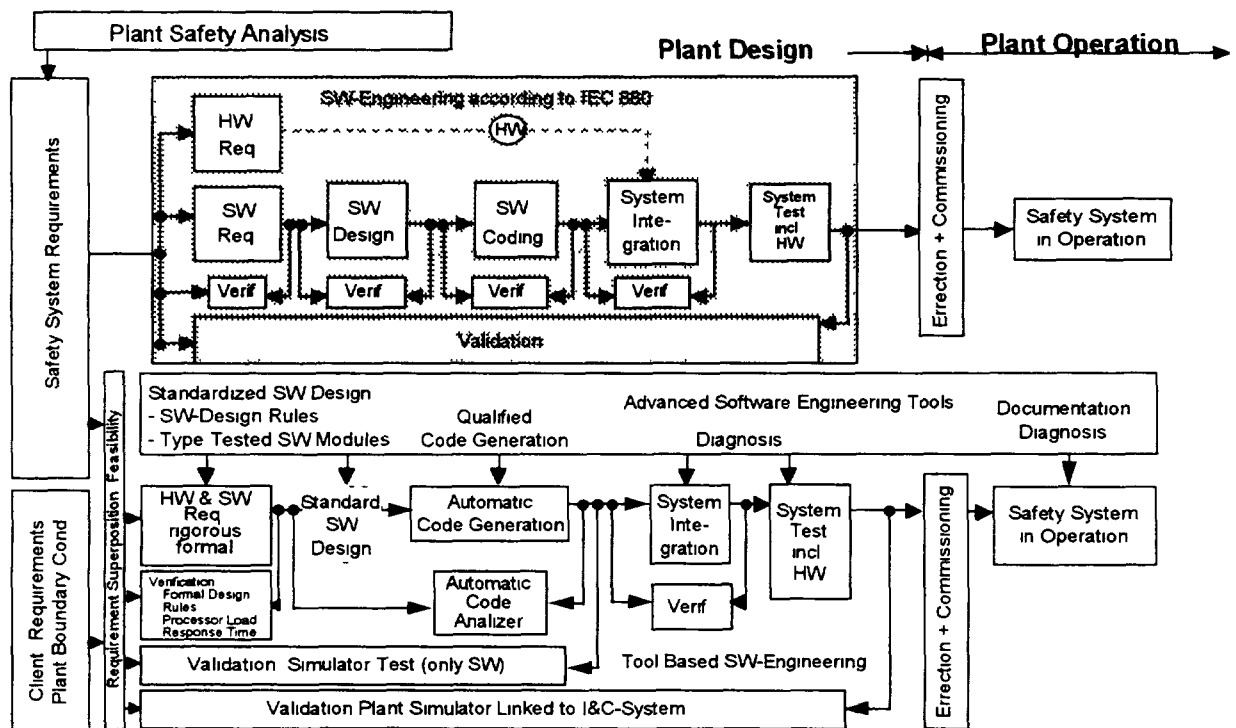 Plant Safety Analysis
Plant Design
Plant Operation
Safety System Requirements
SW-Engineering according to IEC 880
HW
Req
HW
SW
Req
SW
Design
SW
Coding
System
Inte-
gration
System
Test
incl
HW
Verif
Verif
Verif
Verif
Validation
Errection + Commissioning
Safety System
in Operation
Client Requirements
Plant Boundary Cond
Requirement Superposition Feasibility
Standardized SW Design
- SW-Design Rules
- Type Tested SW Modules
Qualified
Code Generation
Advanced Software Engineering Tools
Diagnosis
Documentation
Diagnosis
HW & SW
Req
rigorous
formal
Standard
SW
Design
Automatic
Code Generation
System
Inte-
gration
System
Test
incl
HW
Errection + Commissioning
Safety System
in Operation
Verification
Formal Design
Rules
Processor Load
Response Time
Automatic
Code
Analizer
Verif
Validation Simulator Test (only SW)
Tool Based SW-Engineering
Validation Plant Simulator Linked to I&C-System